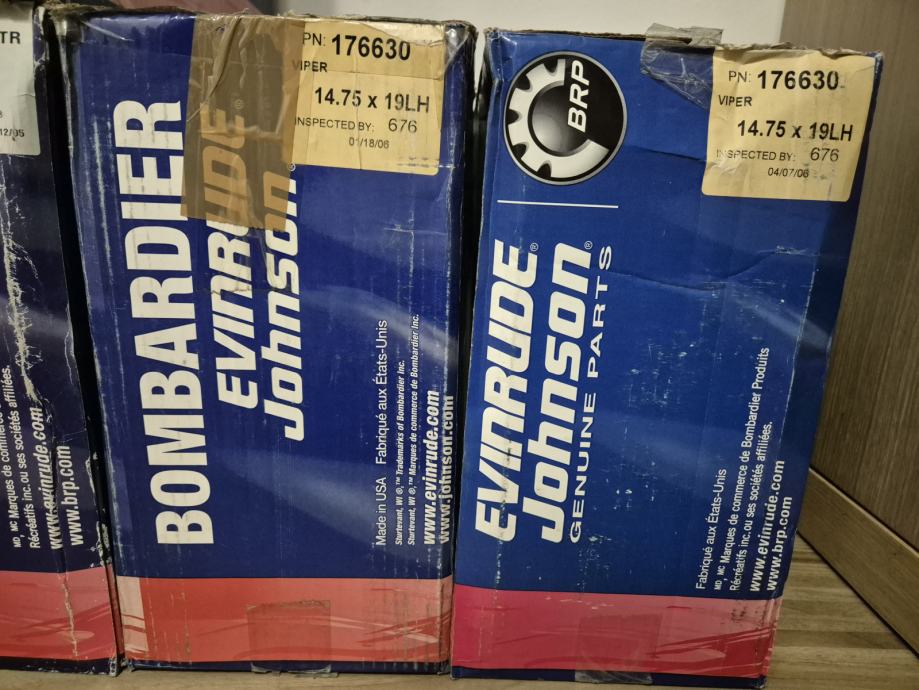 TR
12/05
MD, MC Marques de commerce
Récréatifs inc. ou ses sociétés affiliées.
www.evinrude.com
www.brp.com
PN: 176630
VIPER
14.75 x 19LH
INSPECTED BY: 676
01/18/06
BOMBARDIER
EVINRUDE®
Johnson®
Made in USA Fabriqué aux États-Unis
Sturtevant, WI ®,™ Trademarks of Bombardier Inc.
Sturtevant, WI ®,™ Marques de commerce de Bombardier Inc.
www.evinrude.com
www.johnson.com
PN: 176630
VIPER
14.75 x 19LH
INSPECTED BY: 676
04/07/06
BRP
EVINRUDE®
Johnson®
GENUINE PARTS
Fabriqué aux États-Unis
MD, MC Marques de commerce de Bombardier Produits
Récréatifs inc. ou ses sociétés affiliées.
www.evinrude.com
www.brp.com